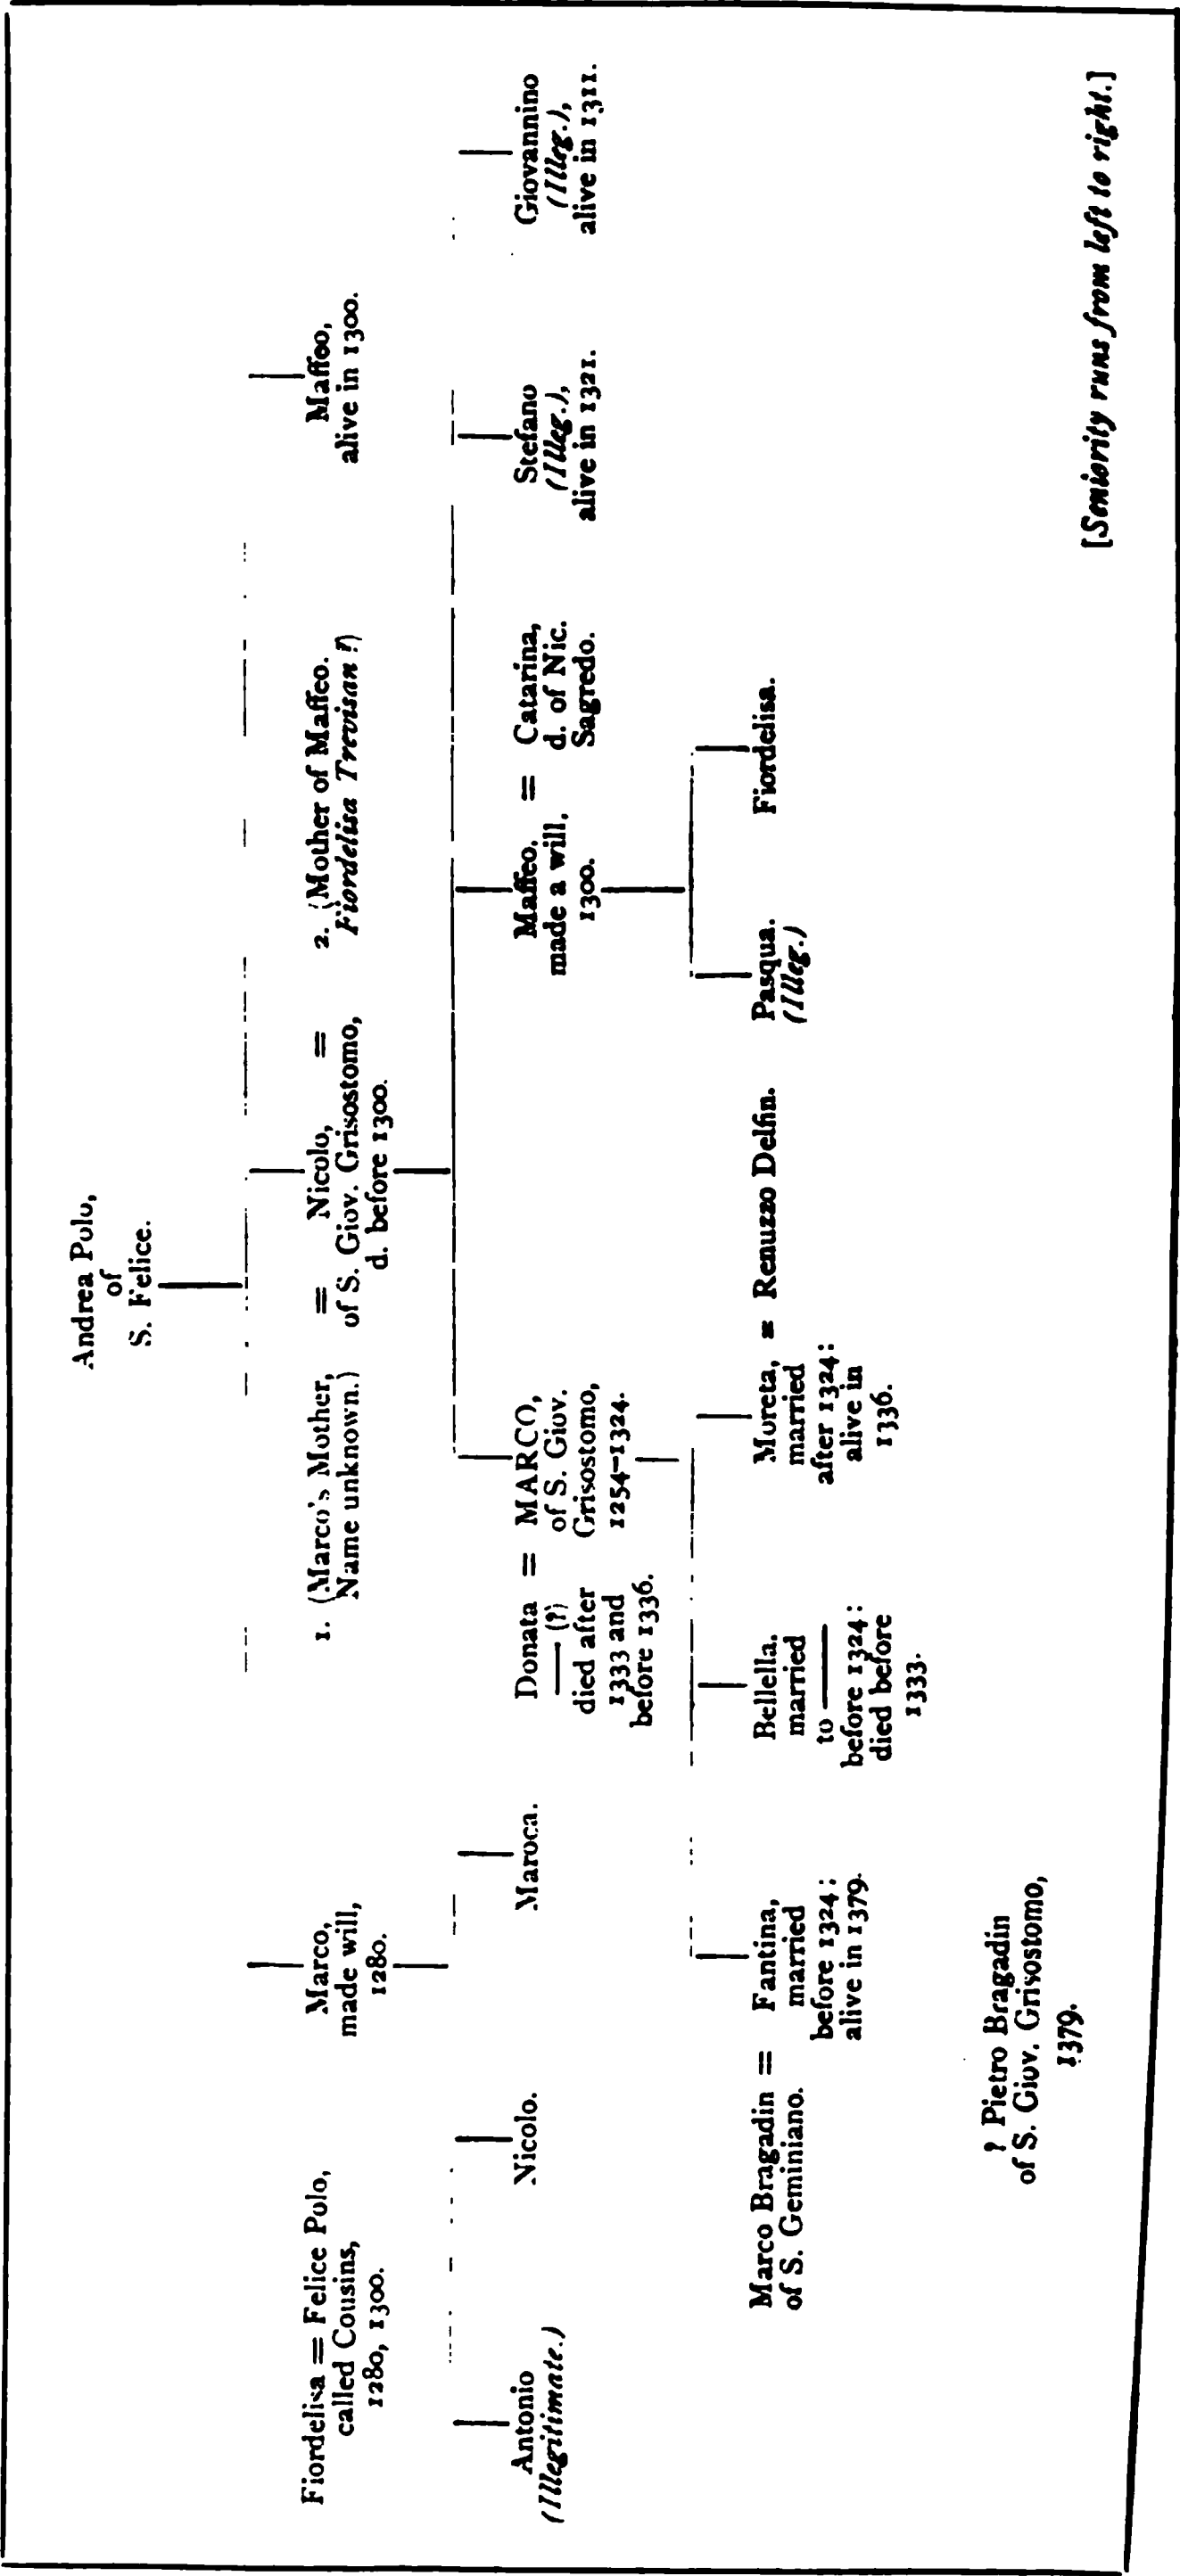 Andrea Polo,
of
S. Felice.
Fiordelisa = Felice Polo,
called Cousins,
1280, 1300.
Marco,
made will,
1280.
1. (Marco's Mother,
Name unknown.)
=
Nicolo,
of S. Giov. Grisostomo,
d. before 1300.
=
2. (Mother of Maffeo.
Fiordelisa Trevisan ?)
Maffeo,
alive in 1300.
Antonio
(Illegitimate.)
Nicolo.
Maroca.
Donata = MARCO,
—— (?)
died after
1333 and
before 1336.
of S. Giov.
Grisostomo,
1254-1324.
Maffeo,
made a will,
1300.
=
Catarina,
d. of Nic.
Sagredo.
Stefano
(Illeg.),
alive in 1321.
Giovannino
(Illeg.),
alive in 1311.
Marco Bragadin =
of S. Geminiano.
Fantina,
married
before 1324:
alive in 1379.
Bellella.
married
to ——
before 1324:
died before
1333.
Moreta, = Renuzzo Delfin.
married
after 1324:
alive in
1336.
Pasqua.
(Illeg.)
Fiordelisa.
? Pietro Bragadin
of S. Giov. Grisostomo,
1379.
[Seniority runs from left to right.]